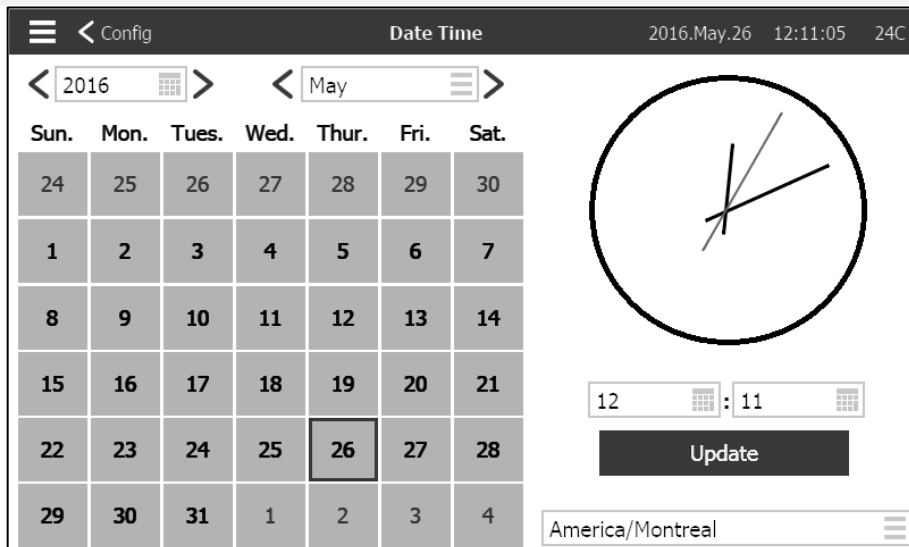 Config Date Time 2016.May.26 12:11:05 24C
2016 May
Sun. Mon. Tues. Wed. Thur. Fri. Sat.
24 25 26 27 28 29 30
1 2 3 4 5 6 7
8 9 10 11 12 13 14
15 16 17 18 19 20 21
22 23 24 25 26 27 28
29 30 31 1 2 3 4
12 : 11
Update
America/Montreal